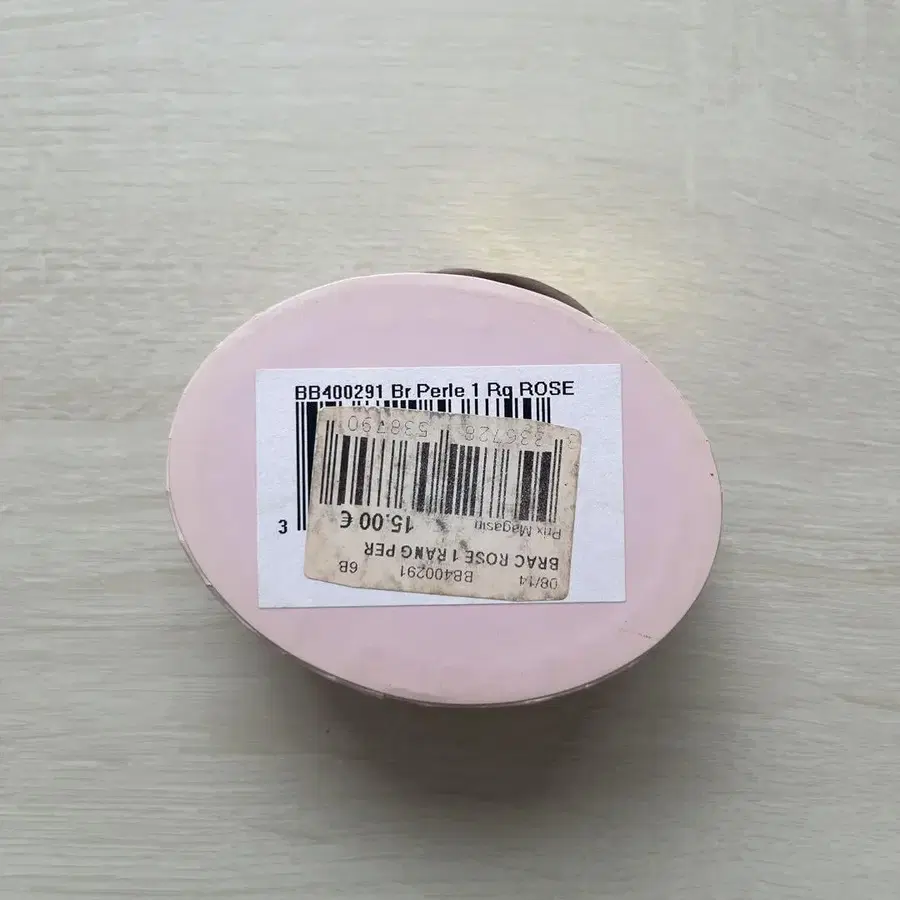 BB400291 Br Perle 1 Rg ROSE
3
08/14 BB400291 6B
BRAC ROSE 1 RANG PER
Prix Magasin 15.00 €
3 336728 538790